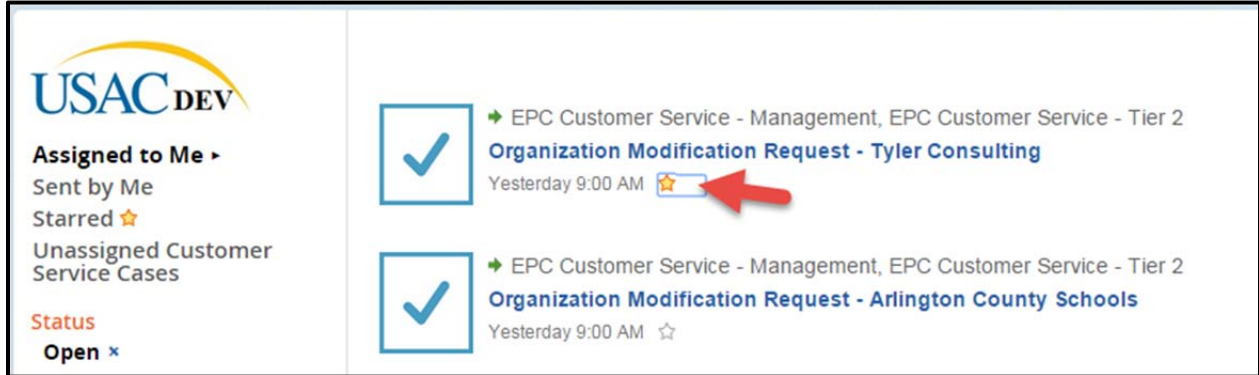 USAC DEV
Assigned to Me
Sent by Me
Starred
Unassigned Customer
Service Cases
Status
Open ×
EPC Customer Service - Management, EPC Customer Service - Tier 2
Organization Modification Request - Tyler Consulting
Yesterday 9:00 AM
EPC Customer Service - Management, EPC Customer Service - Tier 2
Organization Modification Request - Arlington County Schools
Yesterday 9:00 AM